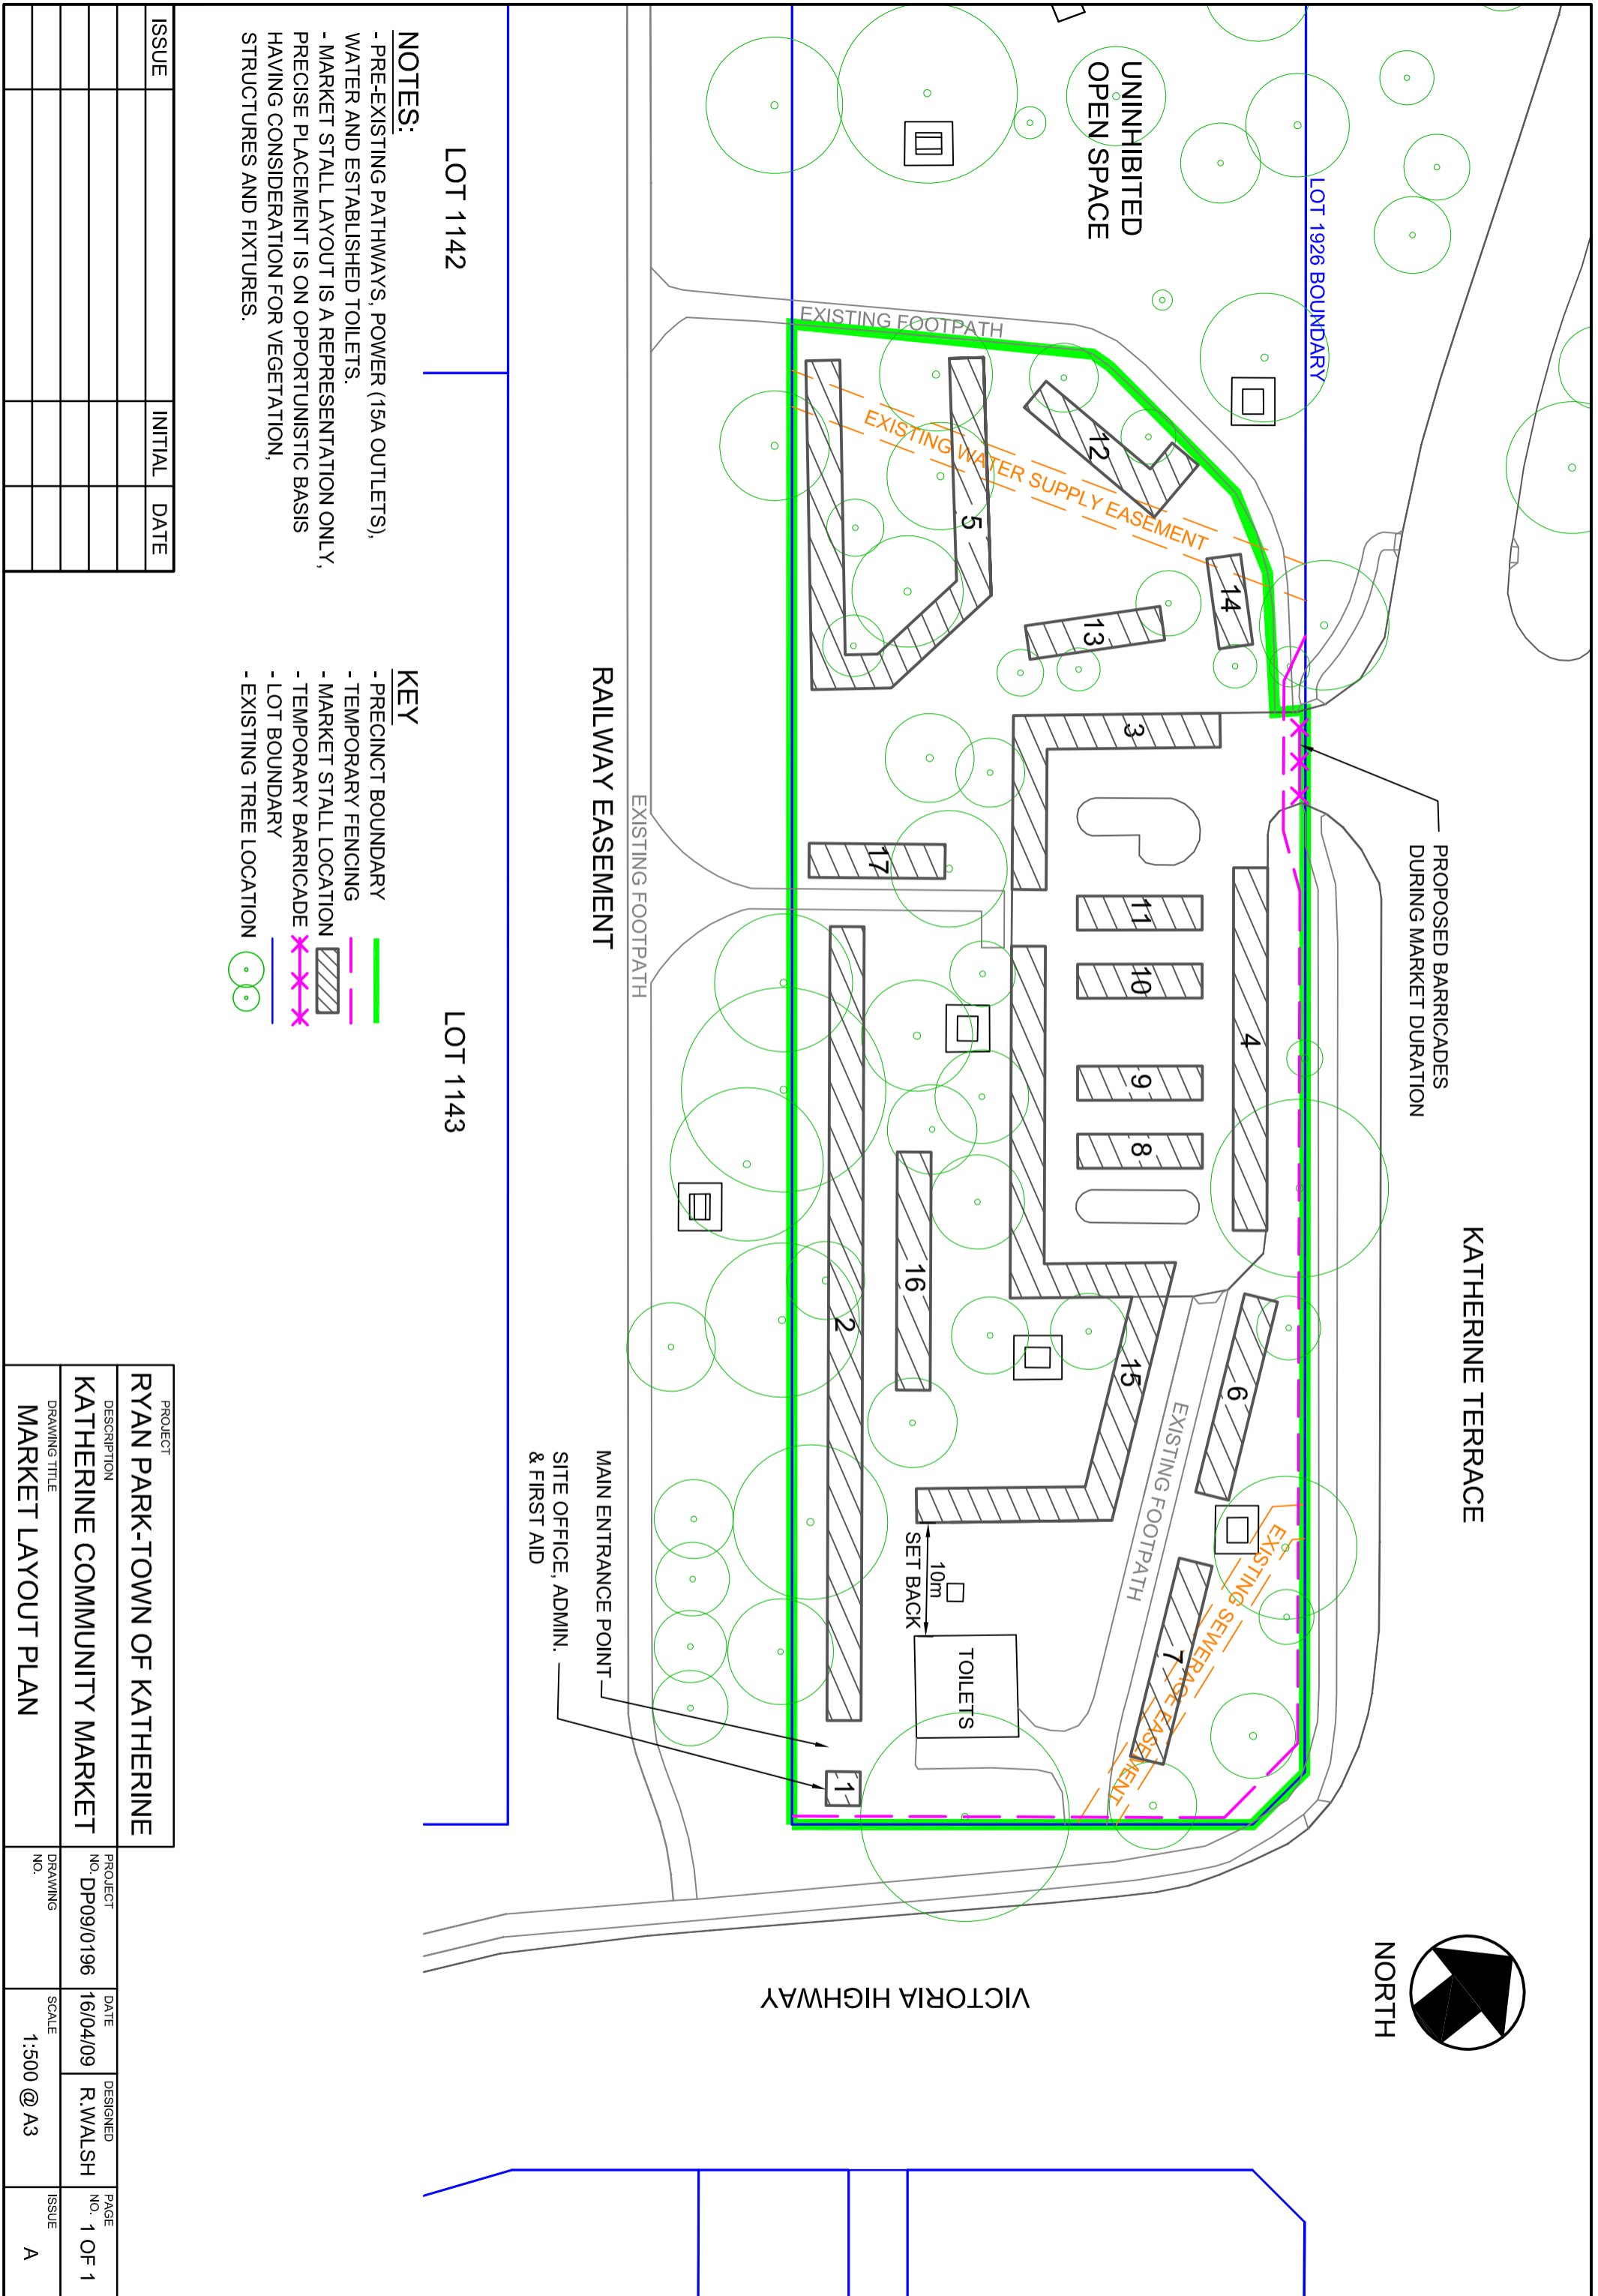 KATHERINE TERRACE
NORTH
PROPOSED BARRICADES
DURING MARKET DURATION
LOT 1926 BOUNDARY
UNINHIBITED
OPEN SPACE
EXISTING FOOTPATH
EXISTING WATER SUPPLY EASEMENT
14
12
13
5
3
4
11
10
9
8
17
6
15
16
2
7
1
EXISTING FOOTPATH
EXISTING SEWERAGE EASEMENT
10m
SET BACK
TOILETS
VICTORIA HIGHWAY
EXISTING FOOTPATH
RAILWAY EASEMENT
MAIN ENTRANCE POINT
SITE OFFICE, ADMIN.
& FIRST AID
LOT 1142
LOT 1143
NOTES:
- PRE-EXISTING PATHWAYS, POWER (15A OUTLETS),
WATER AND ESTABLISHED TOILETS.
- MARKET STALL LAYOUT IS A REPRESENTATION ONLY,
PRECISE PLACEMENT IS ON OPPORTUNISTIC BASIS
HAVING CONSIDERATION FOR VEGETATION,
STRUCTURES AND FIXTURES.
KEY
- PRECINCT BOUNDARY
- TEMPORARY FENCING
- MARKET STALL LOCATION
- TEMPORARY BARRICADE
- LOT BOUNDARY
- EXISTING TREE LOCATION
ISSUE INITIAL DATE
PROJECT
RYAN PARK-TOWN OF KATHERINE
DESCRIPTION
KATHERINE COMMUNITY MARKET
DRAWING TITLE
MARKET LAYOUT PLAN
PROJECT
NO. DP09/0196
DATE
16/04/09
DESIGNED
R.WALSH
PAGE
NO. 1 OF 1
DRAWING
NO.
SCALE
1:500 @ A3
ISSUE
A